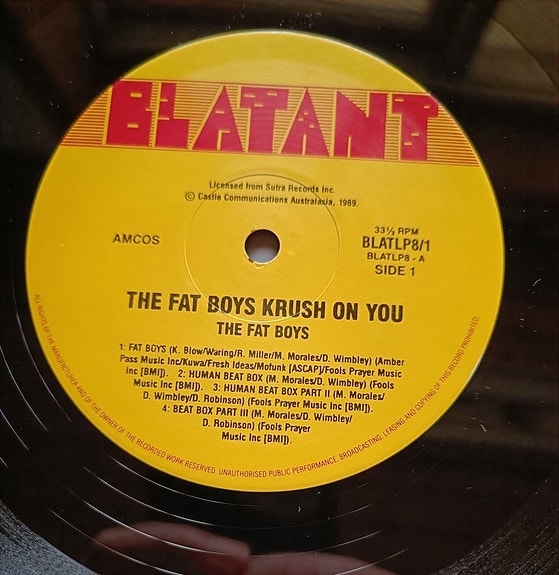 BLATANT
Licensed from Sutra Records Inc.
© Castle Communications Australasia, 1989.
AMCOS
33⅓ RPM
BLATLP8/1
BLATLP8 - A
SIDE 1
THE FAT BOYS KRUSH ON YOU
THE FAT BOYS
1: FAT BOYS (K. Blow/Waring/R. Miller/M. Morales/D. Wimbley) (Amber
Pass Music Inc/Kuwa/Fresh Ideas/Mofunk [ASCAP]/Fools Prayer Music
Inc [BMI]). 2: HUMAN BEAT BOX (M. Morales/D. Wimbley) (Fools
Music Inc [BMI]). 3: HUMAN BEAT BOX PART II (M. Morales/
D. Wimbley/D. Robinson) (Fools Prayer Music Inc [BMI]).
4: BEAT BOX PART III (M. Morales/D. Wimbley/
D. Robinson) (Fools Prayer
Music Inc [BMI]).
ALL RIGHTS OF THE MANUFACTURER AND OF THE OWNER OF THE RECORDED WORK RESERVED. UNAUTHORISED PUBLIC PERFORMANCE. BROADCASTING: LEASING AND COPYING OF THIS RECORD PROHIBITED.